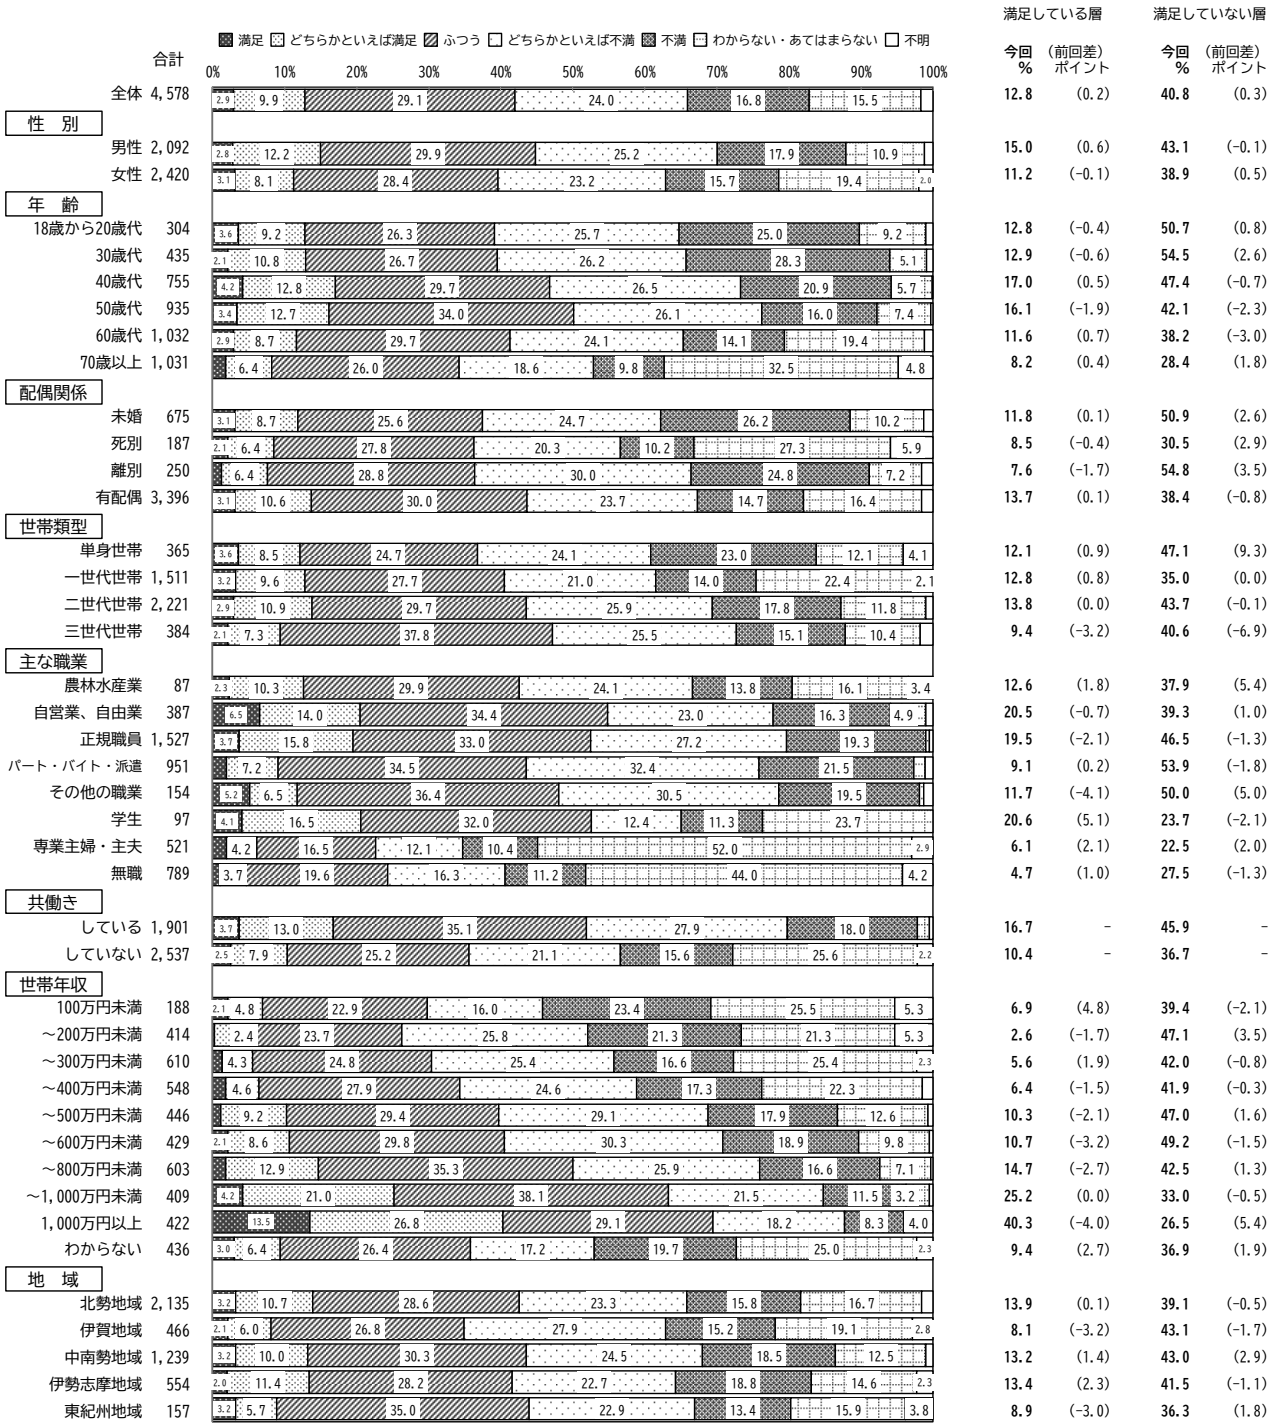 満足している層 満足していない層
満足 どちらかといえば満足 ふつう どちらかといえば不満 不満 わからない・あてはまらない 不明
合計 今回 (前回差) 今回 (前回差)
0% 10% 20% 30% 40% 50% 60% 70% 80% 90% 100% % ポイント % ポイント
全体 4,578 2.9 9.9 29.1 24.0 16.8 15.5 12.8 (0.2) 40.8 (0.3)
性 別
男性 2,092 2.8 12.2 29.9 25.2 17.9 10.9 15.0 (0.6) 43.1 (-0.1)
女性 2,420 3.1 8.1 28.4 23.2 15.7 19.4 2.0 11.2 (-0.1) 38.9 (0.5)
年 齢
18歳から20歳代 304 3.6 9.2 26.3 25.7 25.0 9.2 12.8 (-0.4) 50.7 (0.8)
30歳代 435 2.1 10.8 26.7 26.2 28.3 5.1 12.9 (-0.6) 54.5 (2.6)
40歳代 755 4.2 12.8 29.7 26.5 20.9 5.7 17.0 (0.5) 47.4 (-0.7)
50歳代 935 3.4 12.7 34.0 26.1 16.0 7.4 16.1 (-1.9) 42.1 (-2.3)
60歳代 1,032 2.9 8.7 29.7 24.1 14.1 19.4 11.6 (0.7) 38.2 (-3.0)
70歳以上 1,031 6.4 26.0 18.6 9.8 32.5 4.8 8.2 (0.4) 28.4 (1.8)
配偶関係
未婚 675 3.1 8.7 25.6 24.7 26.2 10.2 11.8 (0.1) 50.9 (2.6)
死別 187 2.1 6.4 27.8 20.3 10.2 27.3 5.9 8.5 (-0.4) 30.5 (2.9)
離別 250 6.4 28.8 30.0 24.8 7.2 7.6 (-1.7) 54.8 (3.5)
有配偶 3,396 3.1 10.6 30.0 23.7 14.7 16.4 13.7 (0.1) 38.4 (-0.8)
世帯類型
単身世帯 365 3.6 8.5 24.7 24.1 23.0 12.1 4.1 12.1 (0.9) 47.1 (9.3)
一世代世帯 1,511 3.2 9.6 27.7 21.0 14.0 22.4 2.1 12.8 (0.8) 35.0 (0.0)
二世代世帯 2,221 2.9 10.9 29.7 25.9 17.8 11.8 13.8 (0.0) 43.7 (-0.1)
三世代世帯 384 2.1 7.3 37.8 25.5 15.1 10.4 9.4 (-3.2) 40.6 (-6.9)
主な職業
農林水産業 87 2.3 10.3 29.9 24.1 13.8 16.1 3.4 12.6 (1.8) 37.9 (5.4)
自営業、自由業 387 6.5 14.0 34.4 23.0 16.3 4.9 20.5 (-0.7) 39.3 (1.0)
正規職員 1,527 3.7 15.8 33.0 27.2 19.3 19.5 (-2.1) 46.5 (-1.3)
パート・バイト・派遣 951 7.2 34.5 32.4 21.5 9.1 (0.2) 53.9 (-1.8)
その他の職業 154 5.2 6.5 36.4 30.5 19.5 11.7 (-4.1) 50.0 (5.0)
学生 97 4.1 16.5 32.0 12.4 11.3 23.7 20.6 (5.1) 23.7 (-2.1)
専業主婦・主夫 521 4.2 16.5 12.1 10.4 52.0 2.9 6.1 (2.1) 22.5 (2.0)
無職 789 3.7 19.6 16.3 11.2 44.0 4.2 4.7 (1.0) 27.5 (-1.3)
共働き
している 1,901 3.7 13.0 35.1 27.9 18.0 16.7 - 45.9 -
していない 2,537 2.5 7.9 25.2 21.1 15.6 25.6 2.2 10.4 - 36.7 -
世帯年収
100万円未満 188 2.1 4.8 22.9 16.0 23.4 25.5 5.3 6.9 (4.8) 39.4 (-2.1)
～200万円未満 414 2.4 23.7 25.8 21.3 21.3 5.3 2.6 (-1.7) 47.1 (3.5)
～300万円未満 610 4.3 24.8 25.4 16.6 25.4 2.3 5.6 (1.9) 42.0 (-0.8)
～400万円未満 548 4.6 27.9 24.6 17.3 22.3 6.4 (-1.5) 41.9 (-0.3)
～500万円未満 446 9.2 29.4 29.1 17.9 12.6 10.3 (-2.1) 47.0 (1.6)
～600万円未満 429 2.1 8.6 29.8 30.3 18.9 9.8 10.7 (-3.2) 49.2 (-1.5)
～800万円未満 603 12.9 35.3 25.9 16.6 7.1 14.7 (-2.7) 42.5 (1.3)
～1,000万円未満 409 4.2 21.0 38.1 21.5 11.5 3.2 25.2 (0.0) 33.0 (-0.5)
1,000万円以上 422 13.5 26.8 29.1 18.2 8.3 4.0 40.3 (-4.0) 26.5 (5.4)
わからない 436 3.0 6.4 26.4 17.2 19.7 25.0 2.3 9.4 (2.7) 36.9 (1.9)
地 域
北勢地域 2,135 3.2 10.7 28.6 23.3 15.8 16.7 13.9 (0.1) 39.1 (-0.5)
伊賀地域 466 2.1 6.0 26.8 27.9 15.2 19.1 2.8 8.1 (-3.2) 43.1 (-1.7)
中南勢地域 1,239 3.2 10.0 30.3 24.5 18.5 12.5 13.2 (1.4) 43.0 (2.9)
伊勢志摩地域 554 2.0 11.4 28.2 22.7 18.8 14.6 2.3 13.4 (2.3) 41.5 (-1.1)
東紀州地域 157 3.2 5.7 35.0 22.9 13.4 15.9 3.8 8.9 (-3.0) 36.3 (1.8)